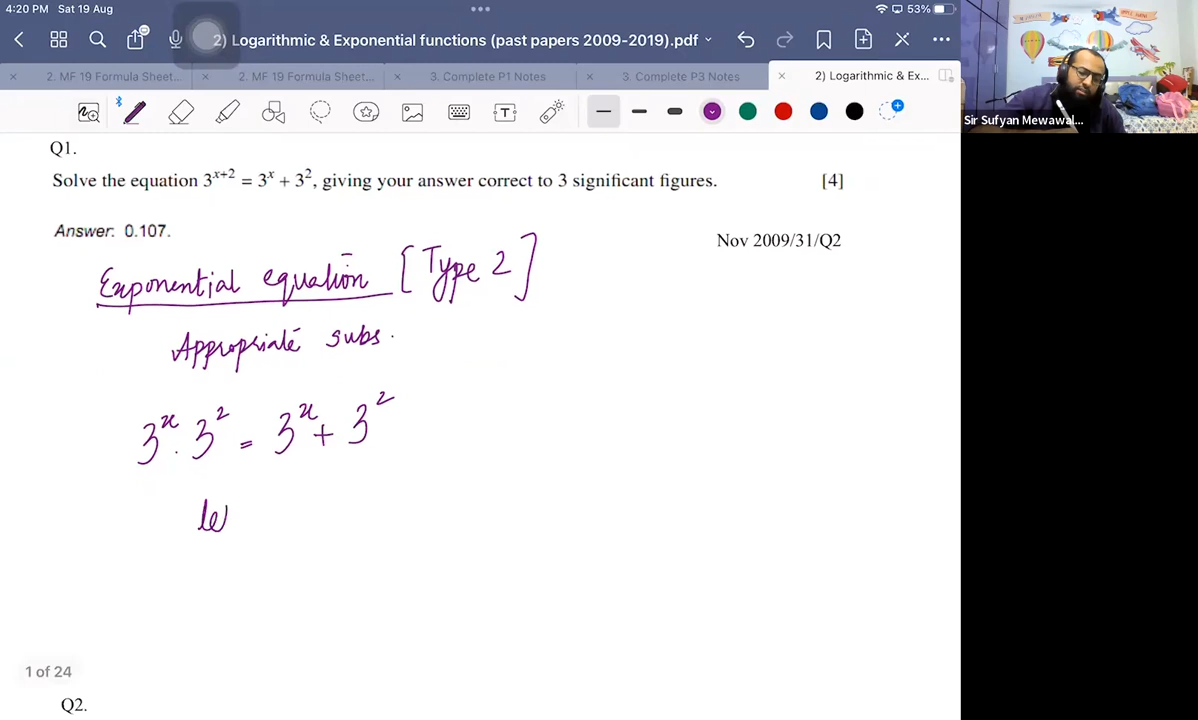 4:20 PM Sat 19 Aug
53%
2) Logarithmic & Exponential functions (past papers 2009-2019).pdf
2. MF 19 Formula Sheet...
2. MF 19 Formula Sheet...
3. Complete P1 Notes
3. Complete P3 Notes
2) Logarithmic & Ex...
Sir Sufyan Mewawal...
Q1.
Solve the equation 3^{x+2} = 3^x + 3^2, giving your answer correct to 3 significant figures. [4]
Answer: 0.107.
Nov 2009/31/Q2
Exponential equation [Type 2]
Appropriate subs.
3^x . 3^2 = 3^x + 3^2
1 of 24
Q2.